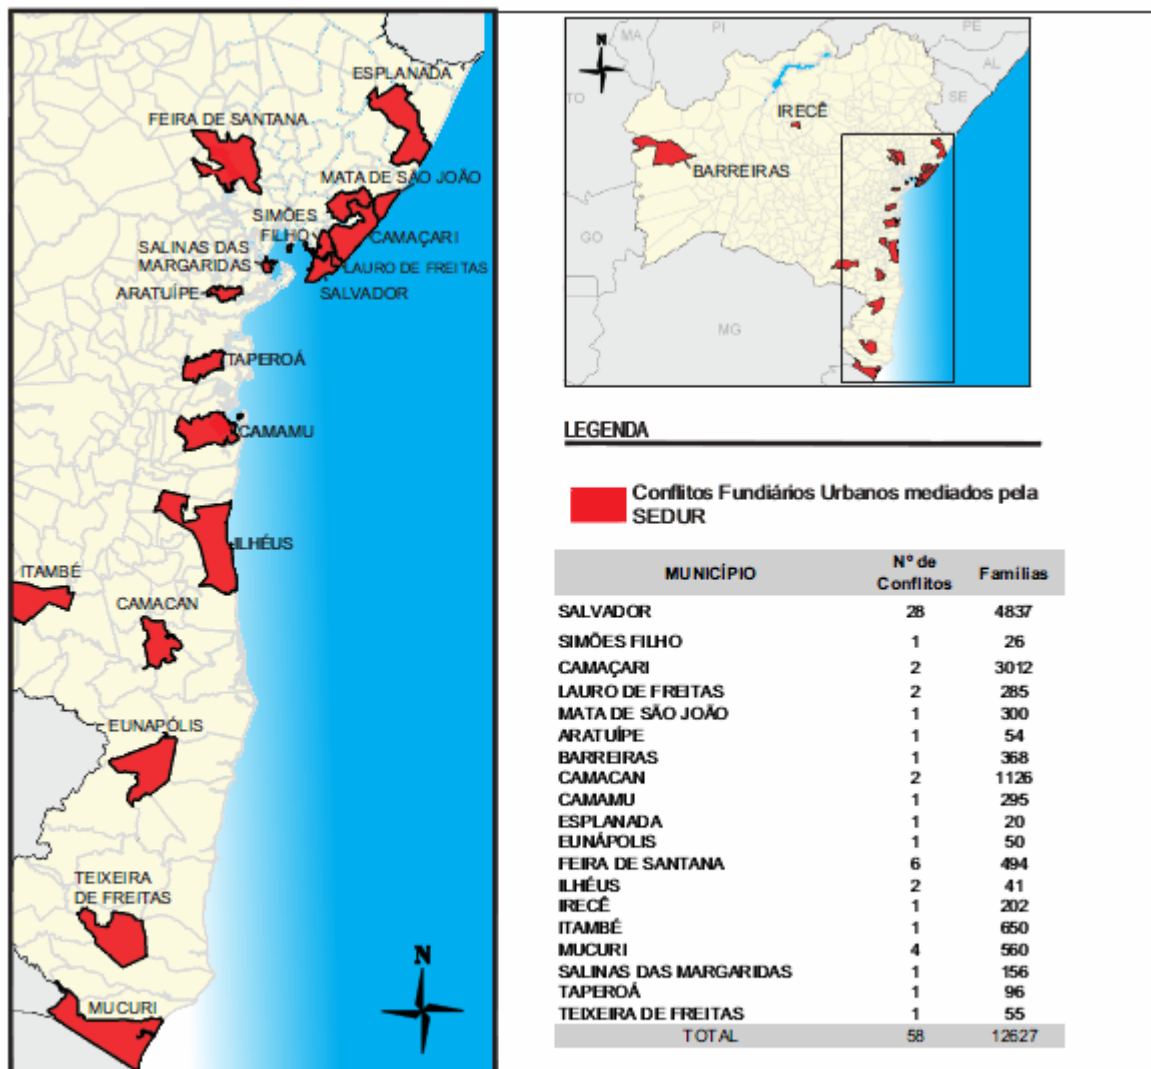 N
ESPLANADA
FEIRA DE SANTANA
MATA DE SÃO JOÃO
SIMÕES
FILHO
CAMAÇARI
SALINAS DAS
MARGARIDAS
LAURO DE FREITAS
ARATUÍPE
SALVADOR
TAPEROÁ
CAMAMU
ILHÉUS
ITAMBÉ
CAMACAN
EUNAPÓLIS
TEIXEIRA
DE FREITAS
MUCURI
N
N
MA
PI
PE
AL
TO
SE
IRECÊ
BARREIRAS
GO
MG
LEGENDA
Conflitos Fundiários Urbanos mediados pela
SEDUR
MUNICÍPIO Nº de Conflitos Famílias
SALVADOR 28 4837
SIMÕES FILHO 1 26
CAMAÇARI 2 3012
LAURO DE FREITAS 2 285
MATA DE SÃO JOÃO 1 300
ARATUÍPE 1 54
BARREIRAS 1 368
CAMACAN 2 1126
CAMAMU 1 295
ESPLANADA 1 20
EUNÁPOLIS 1 50
FEIRA DE SANTANA 6 494
ILHÉUS 2 41
IRECÊ 1 202
ITAMBÉ 1 650
MUCURI 4 560
SALINAS DAS MARGARIDAS 1 156
TAPEROÁ 1 96
TEIXEIRA DE FREITAS 1 55
TOTAL 58 12627